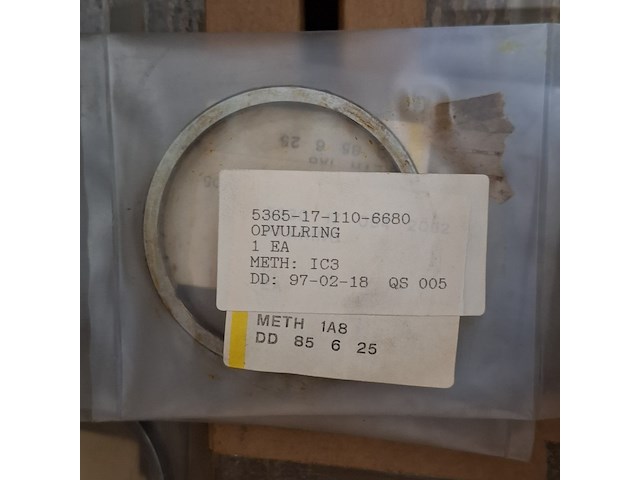 5365-17-110-6680
OPVULRING
1 EA
METH: IC3
DD: 97-02-18 QS 005
METH 1A8
DD 85 6 25